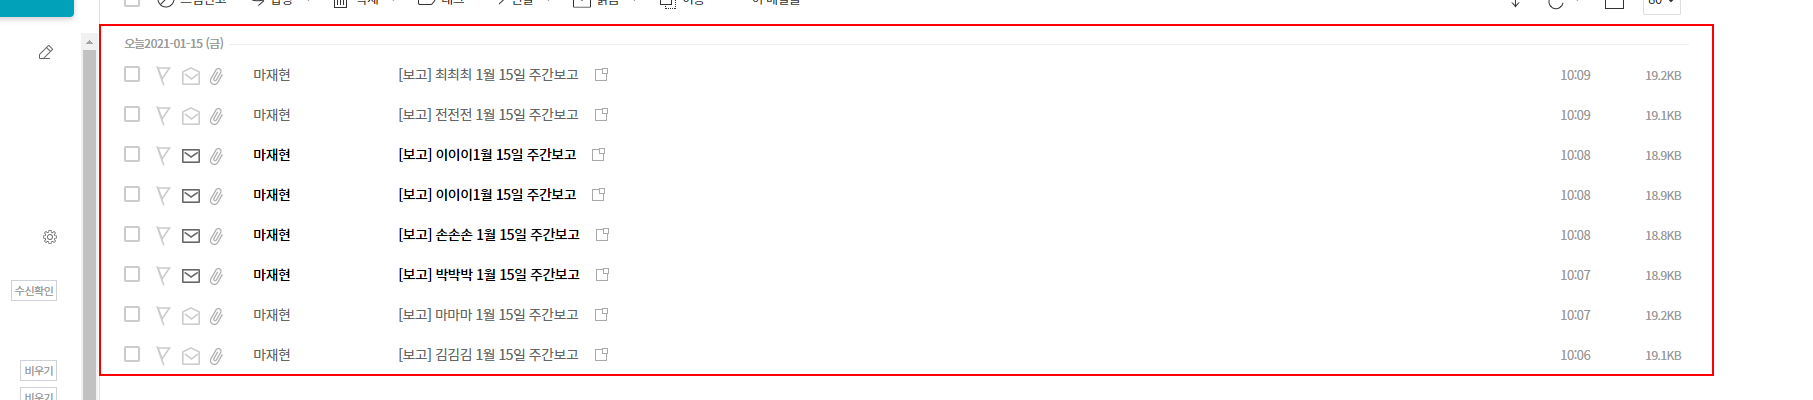 80
오늘2021-01-15 (금)
마재현 [보고] 최최최 1월 15일 주간보고 10:09 19.2KB
마재현 [보고] 전전전 1월 15일 주간보고 10:09 19.1KB
마재현 [보고] 이이이1월 15일 주간보고 10:08 18.9KB
마재현 [보고] 이이이1월 15일 주간보고 10:08 18.9KB
마재현 [보고] 손손손 1월 15일 주간보고 10:08 18.8KB
마재현 [보고] 박박박 1월 15일 주간보고 10:07 18.9KB
수신확인
마재현 [보고] 마마마 1월 15일 주간보고 10:07 19.2KB
마재현 [보고] 김김김 1월 15일 주간보고 10:06 19.1KB
비우기
비우기